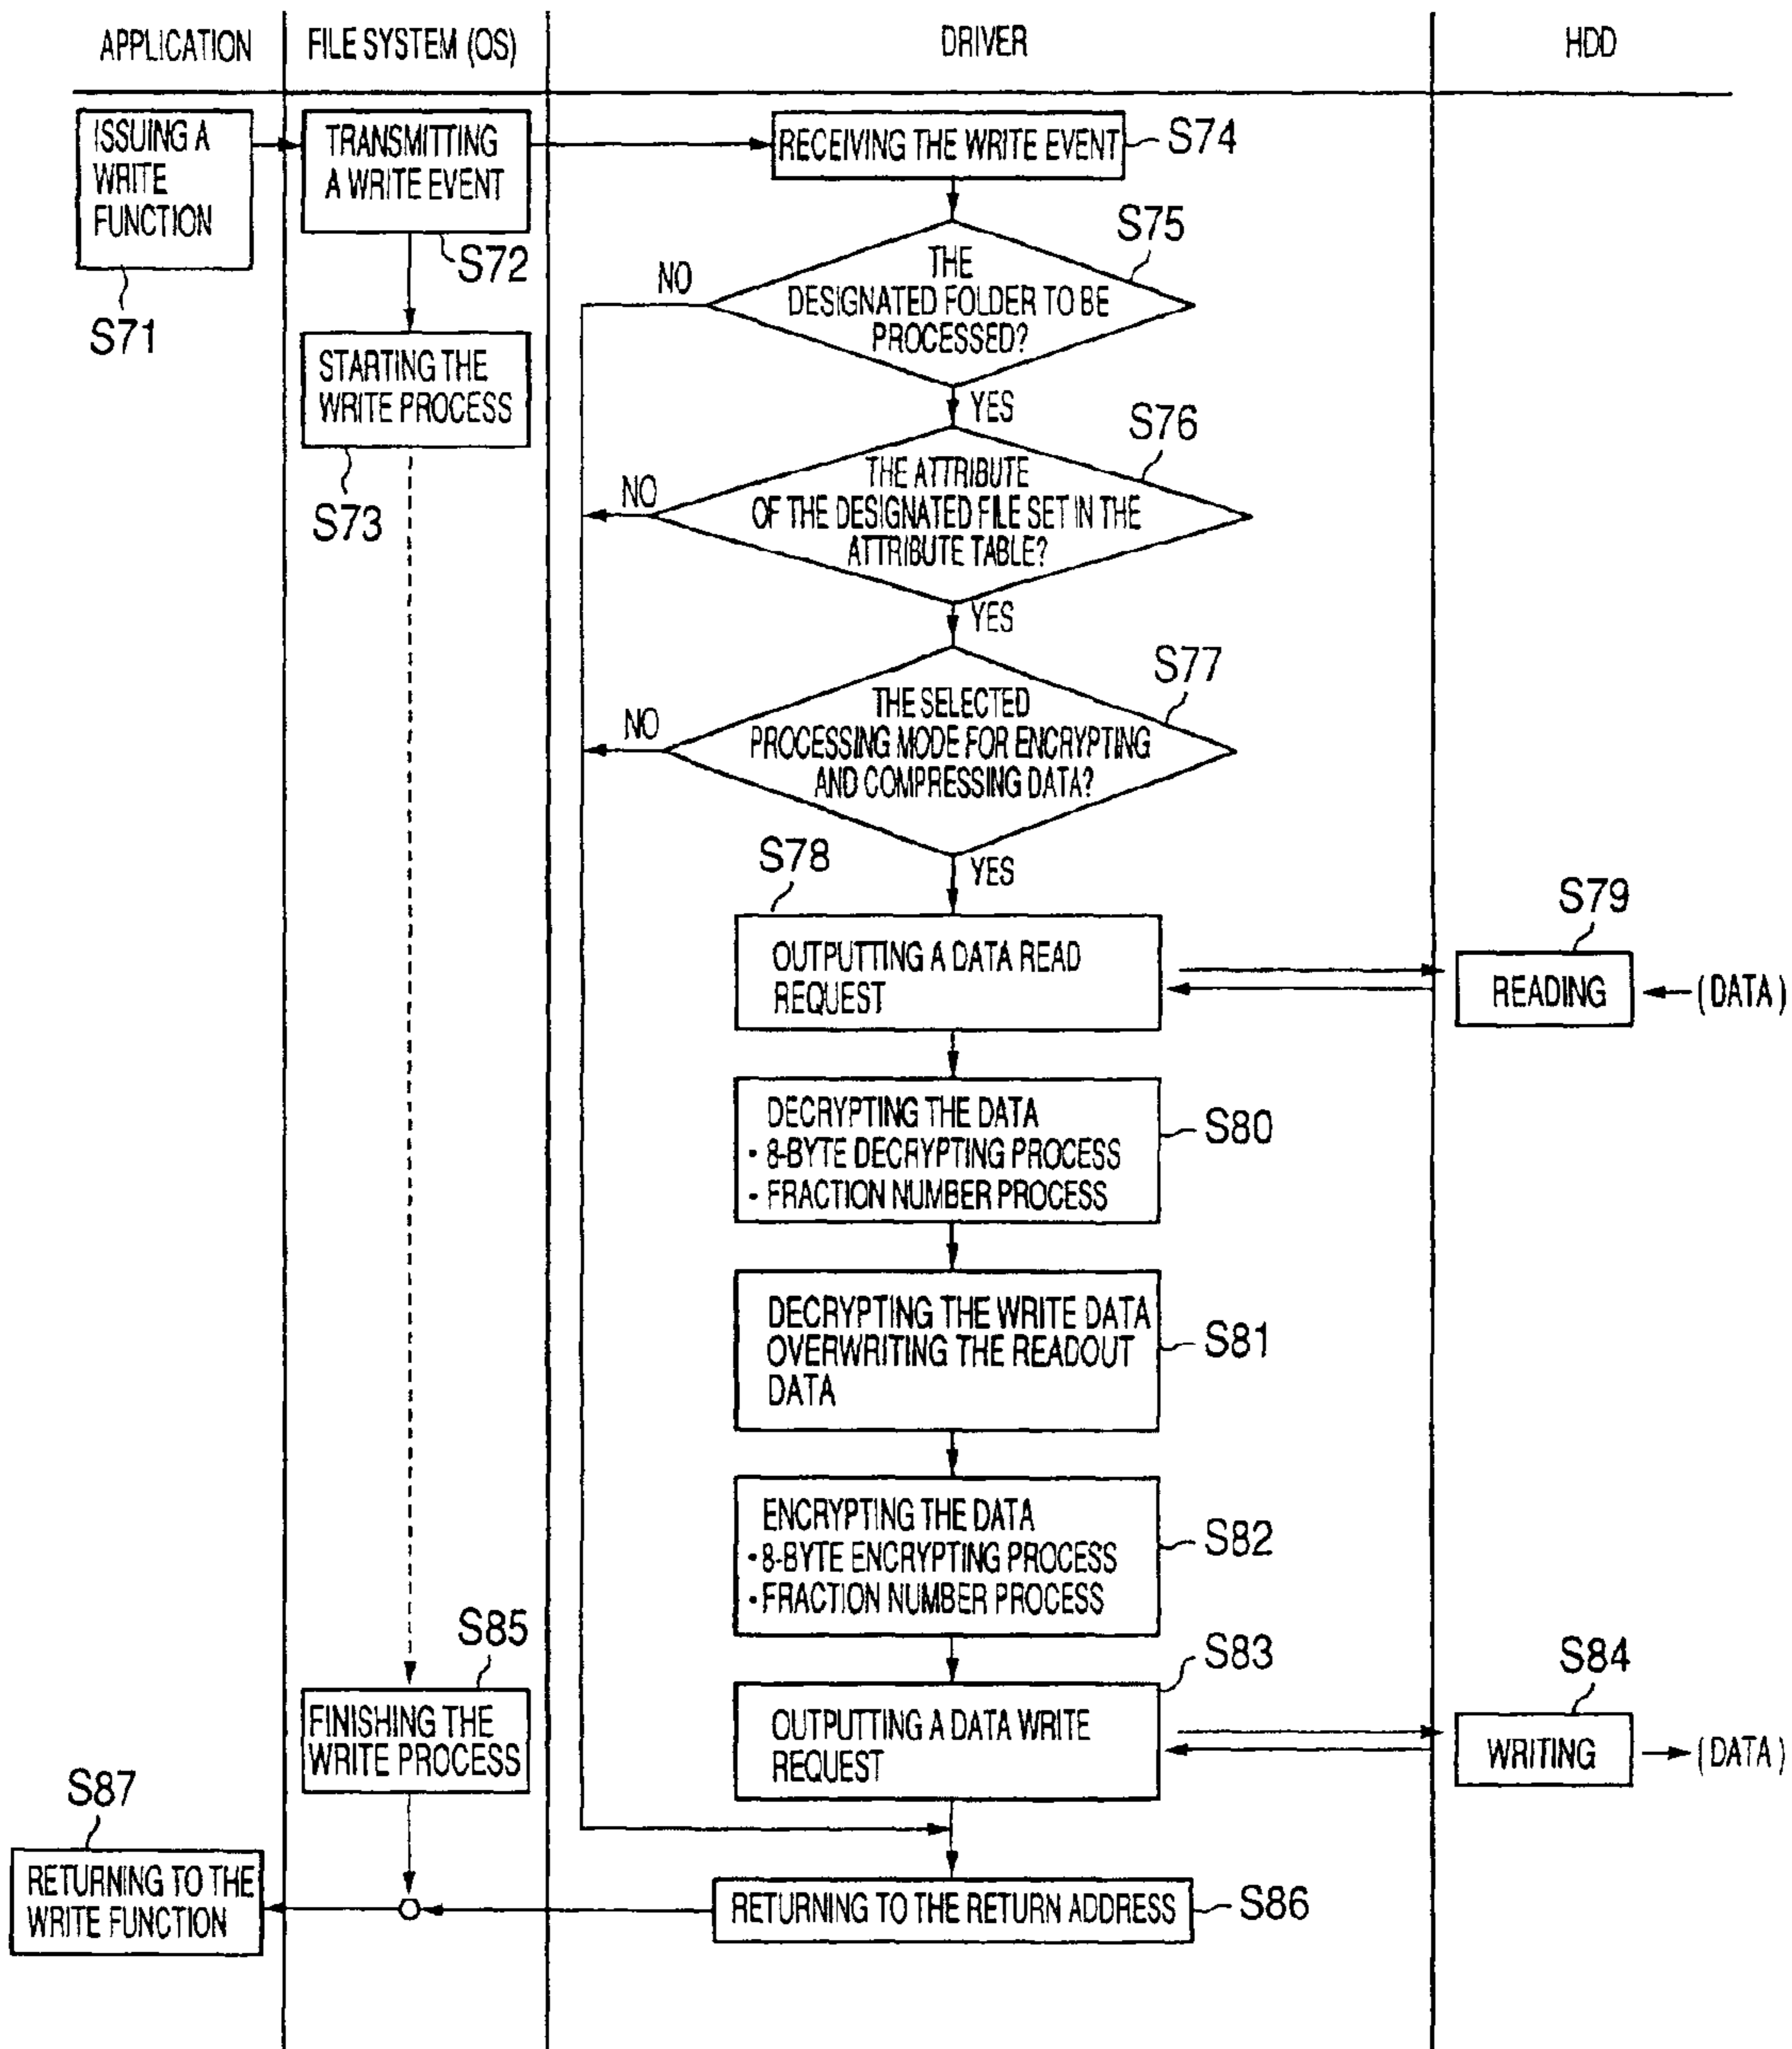 APPLICATION
FILE SYSTEM (OS)
DRIVER
HDD
ISSUING A
WRITE
FUNCTION
S71
TRANSMITTING
A WRITE EVENT
S72
RECEIVING THE WRITE EVENT
S74
STARTING THE
WRITE PROCESS
S73
S75
THE
DESIGNATED FOLDER TO BE
PROCESSED?
NO
YES
S76
THE ATTRIBUTE
OF THE DESIGNATED FILE SET IN THE
ATTRIBUTE TABLE?
NO
YES
S77
THE SELECTED
PROCESSING MODE FOR ENCRYPTING
AND COMPRESSING DATA?
NO
YES
S78
OUTPUTTING A DATA READ
REQUEST
S79
READING
(DATA)
DECRYPTING THE DATA
• 8-BYTE DECRYPTING PROCESS
• FRACTION NUMBER PROCESS
S80
DECRYPTING THE WRITE DATA
OVERWRITING THE READOUT
DATA
S81
ENCRYPTING THE DATA
• 8-BYTE ENCRYPTING PROCESS
• FRACTION NUMBER PROCESS
S82
S85
FINISHING THE
WRITE PROCESS
S83
OUTPUTTING A DATA WRITE
REQUEST
S84
WRITING
(DATA)
S87
RETURNING TO THE
WRITE FUNCTION
RETURNING TO THE RETURN ADDRESS
S86